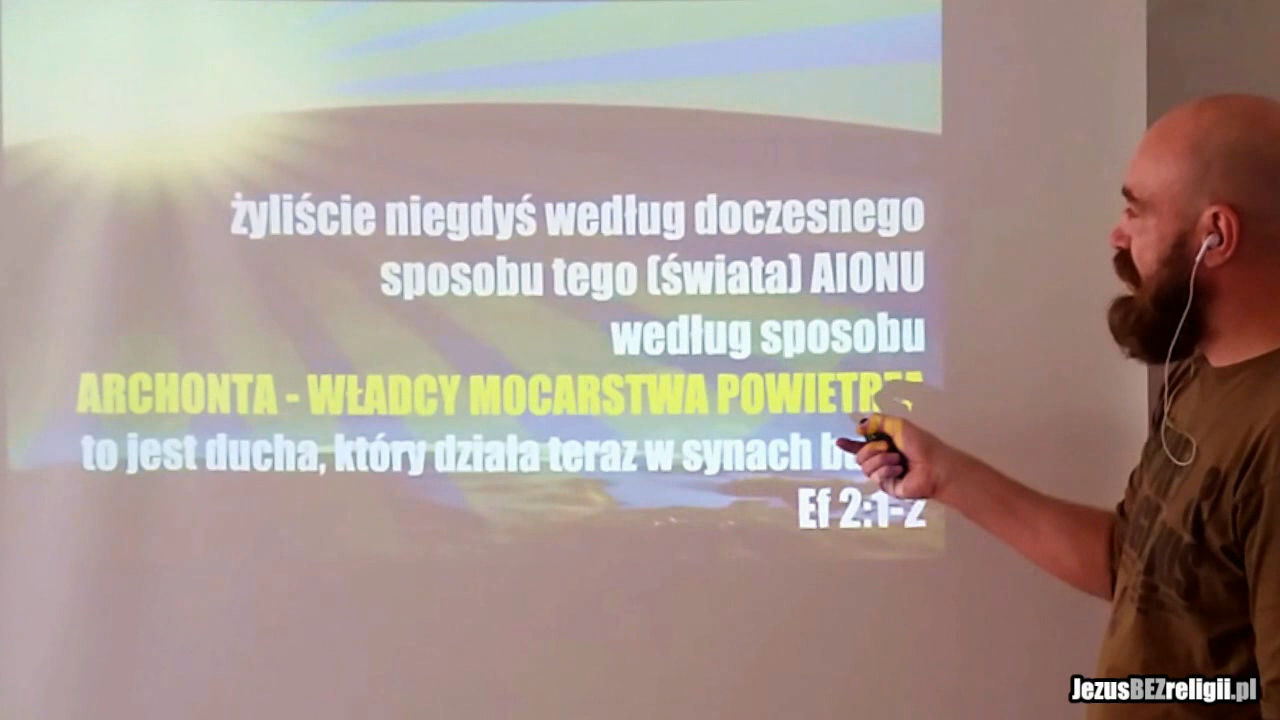 żyliście niegdyś według doczesnego
sposobu tego (świata) AIONU
według sposobu
ARCHONTA - WŁADCY MOCARSTWA POWIETRZA
to jest ducha, który działa teraz w synach
Ef 2:1-2
JezusBEZreligii.pl